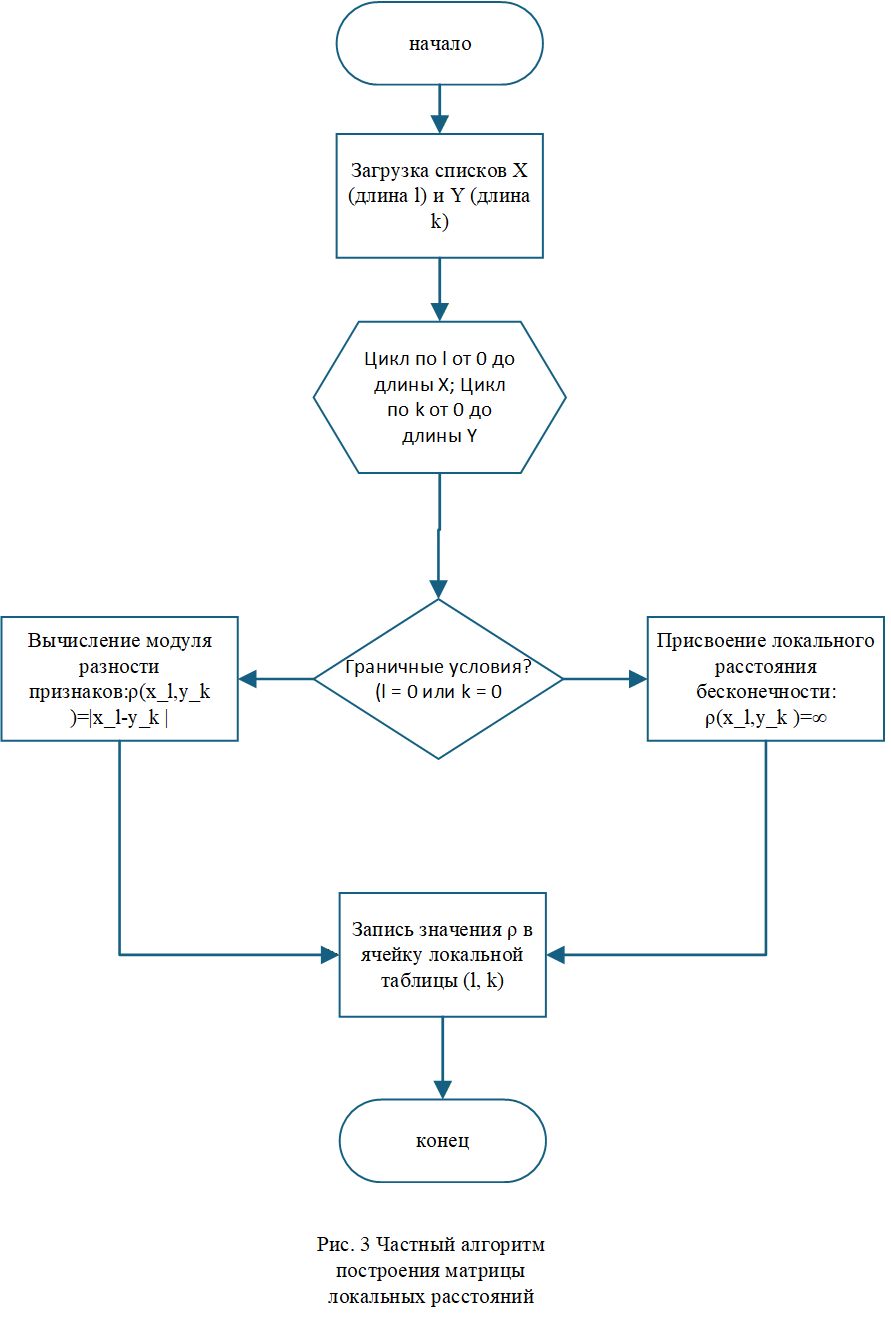 начало
Загрузка списков X
(длина l) и Y (длина
k)
Цикл по l от 0 до
длины X; Цикл
по k от 0 до
длины Y
Граничные условия?
(l = 0 или k = 0
Вычисление модуля
разности
признаков:ρ(x_l,y_k
)=|x_l-y_k |
Присвоение локального
расстояния
бесконечности:
ρ(x_l,y_k )=∞
Запись значения ρ в
ячейку локальной
таблицы (l, k)
конец
Рис. 3 Частный алгоритм
построения матрицы
локальных расстояний